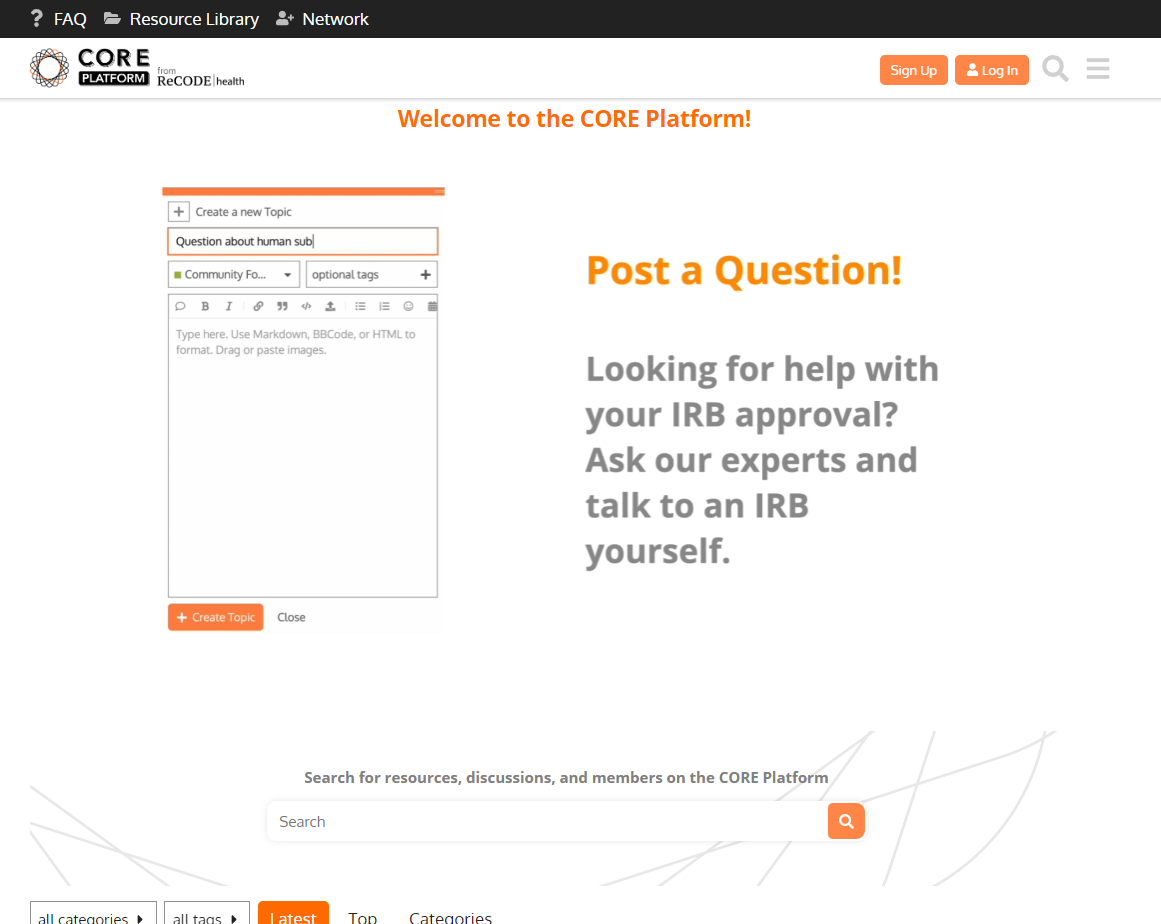 FAQ Resource Library Network
CORE
PLATFORM
from
ReCODE health
Sign Up Log In
Welcome to the CORE Platform!
Create a new Topic
Question about human sub
Community Fo... optional tags
Type here. Use Markdown, BBCode, or HTML to
format. Drag or paste images.
Create Topic Close
Post a Question!
Looking for help with
your IRB approval?
Ask our experts and
talk to an IRB
yourself.
Search for resources, discussions, and members on the CORE Platform
Search
all categories all tags Latest Top Categories